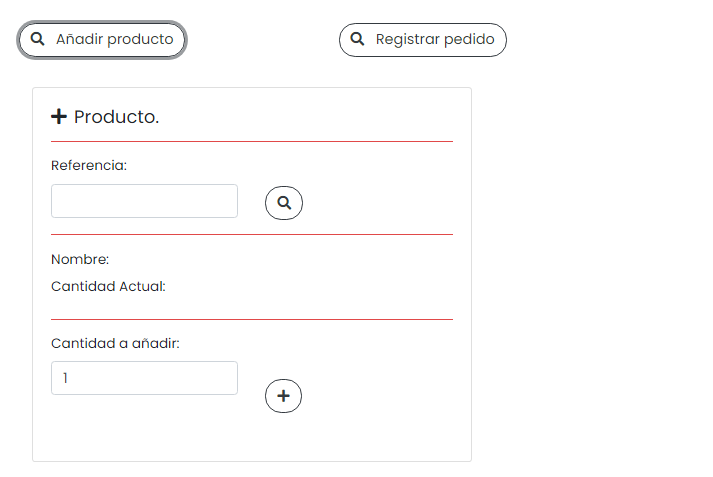 Añadir producto
Registrar pedido
Producto.
Referencia:
Nombre:
Cantidad Actual:
Cantidad a añadir:
1